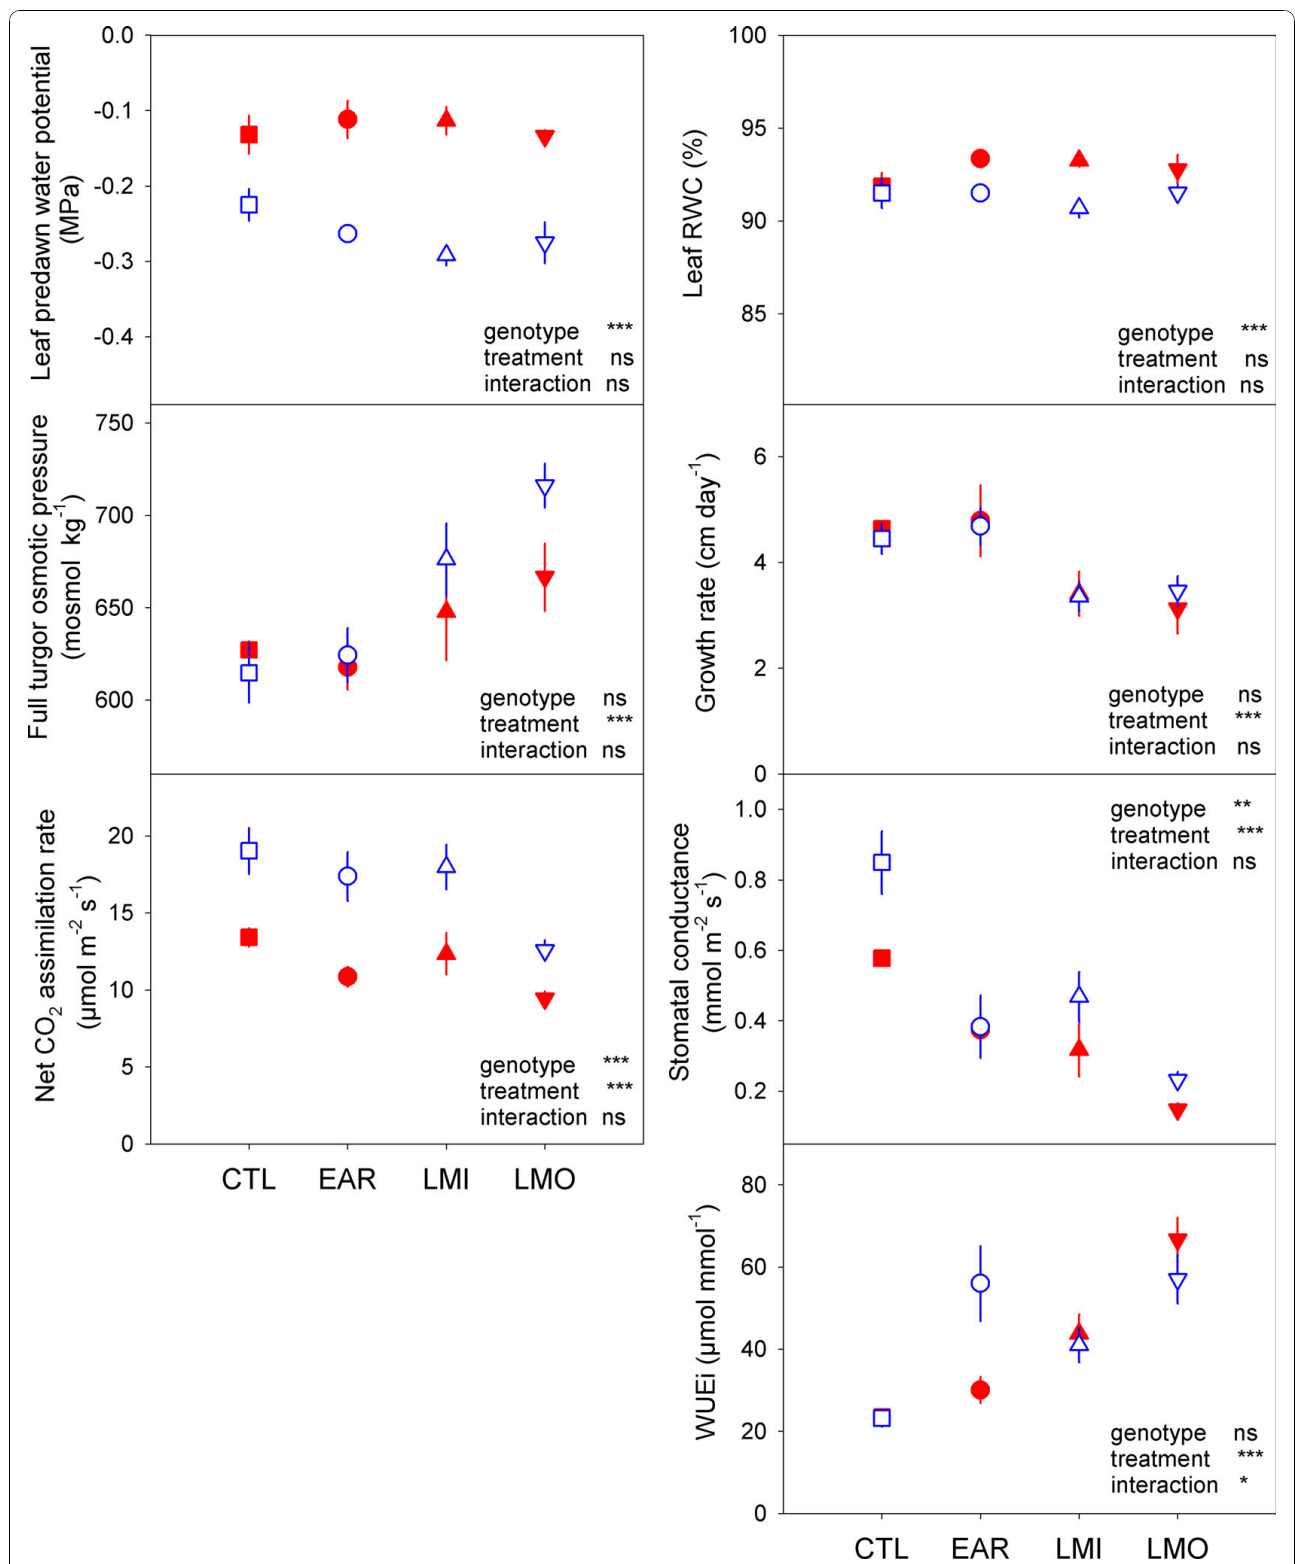 Leaf predawn water potential
(MPa)
0.0
-0.1
-0.2
-0.3
-0.4
genotype ***
treatment ns
interaction ns
Leaf RWC (%)
100
95
90
85
genotype ***
treatment ns
interaction ns
Full turgor osmotic pressure
(mosmol kg⁻¹)
750
700
650
600
genotype ns
treatment ***
interaction ns
Growth rate (cm day⁻¹)
6
4
2
0
genotype ns
treatment ***
interaction ns
Net CO₂ assimilation rate
(µmol m⁻² s⁻¹)
20
15
10
5
0
genotype ***
treatment ***
interaction ns
CTL EAR LMI LMO
Stomatal conductance
(mmol m⁻² s⁻¹)
1.0
0.8
0.6
0.4
0.2
genotype **
treatment ***
interaction ns
WUEi (µmol mmol⁻¹)
80
60
40
20
0
genotype ns
treatment ***
interaction *
CTL EAR LMI LMO